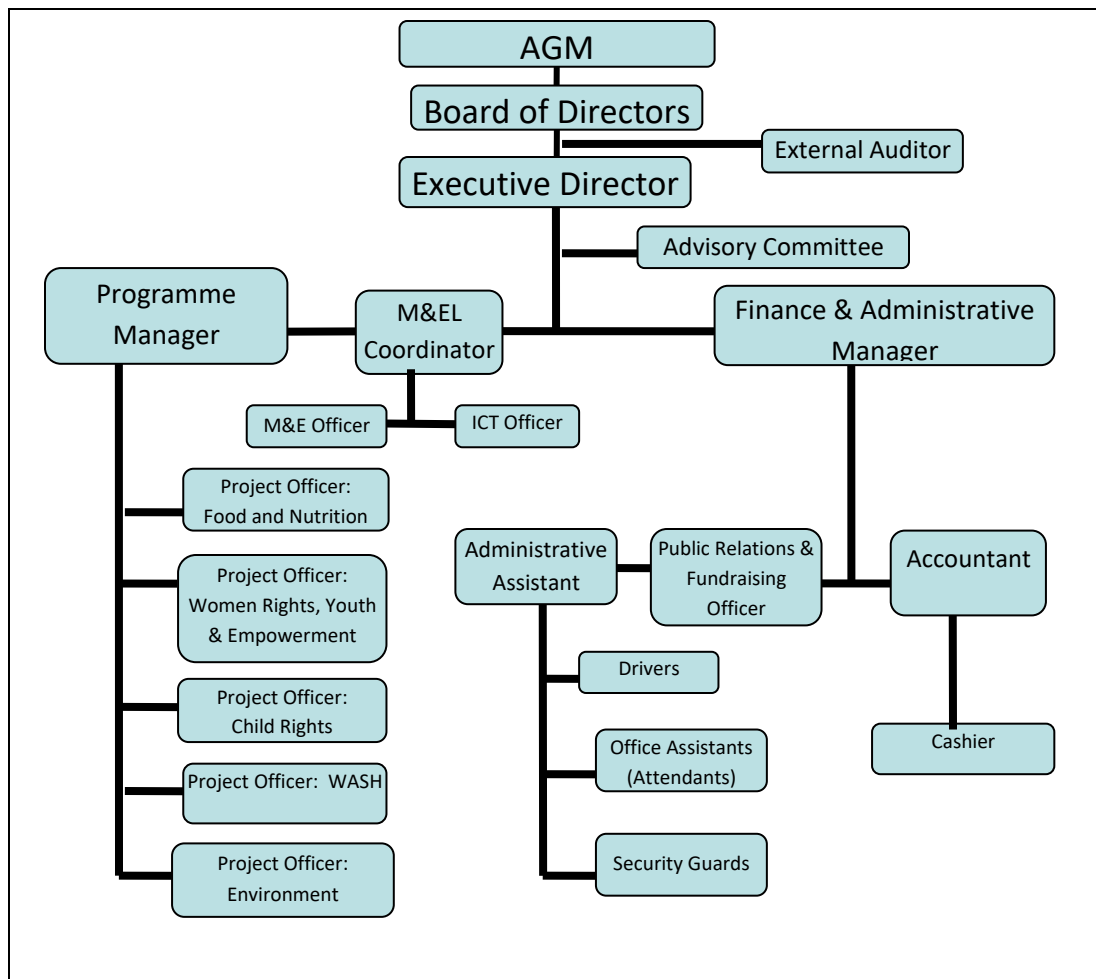 AGM
Board of Directors
External Auditor
Executive Director
Advisory Committee
Programme
Manager
M&EL
Coordinator
Finance & Administrative
Manager
M&E Officer
ICT Officer
Project Officer:
Food and Nutrition
Project Officer:
Women Rights, Youth
& Empowerment
Project Officer:
Child Rights
Project Officer:  WASH
Project Officer:
Environment
Administrative
Assistant
Public Relations &
Fundraising
Officer
Accountant
Drivers
Office Assistants
(Attendants)
Security Guards
Cashier